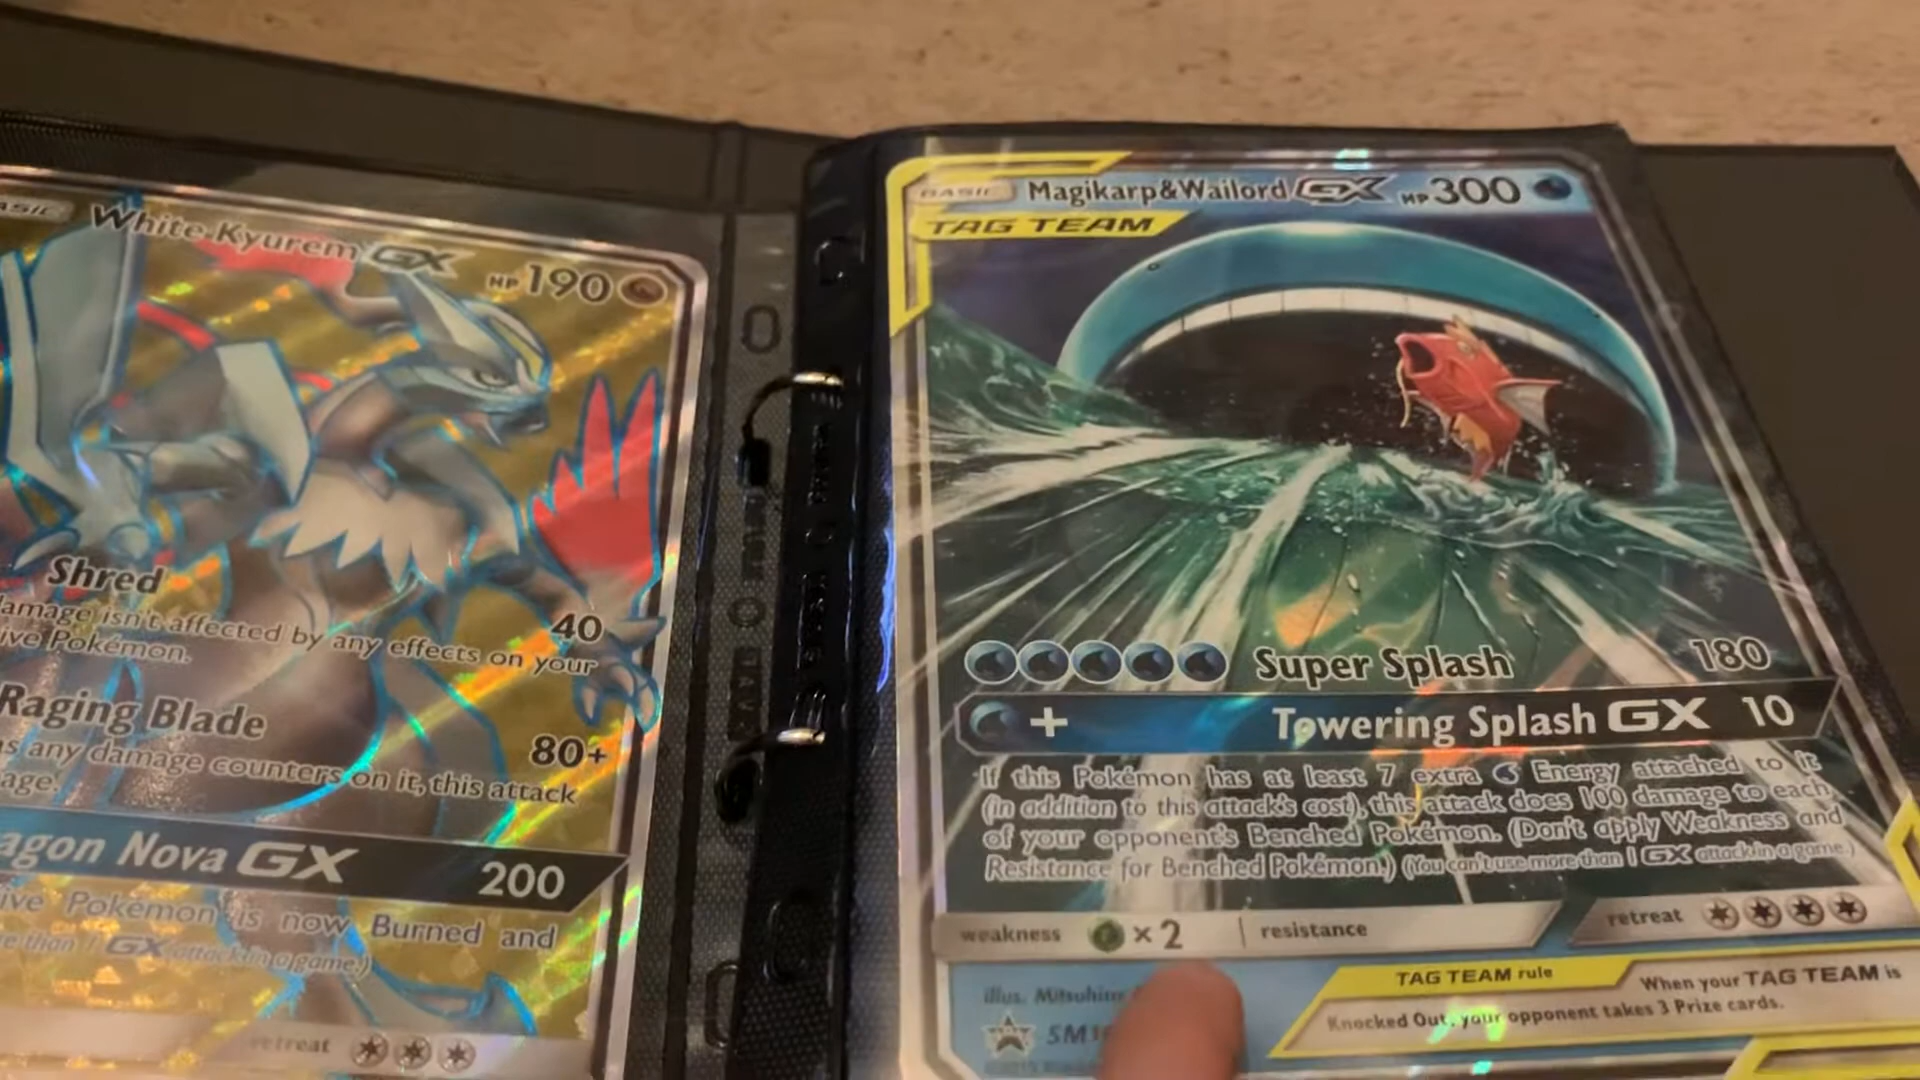 BASIC
White Kyurem GX HP190
Shred 40
damage isn't affected by any effects on your
ive Pokémon.
Raging Blade 80+
s any damage counters on it, this attack
age.
agon Nova GX 200
ive Pokémon is now Burned and
re than 1 GX attack in a game.)
retreat
BASIC Magikarp&Wailord GX HP300
TAG TEAM
Super Splash 180
+ Towering Splash GX 10
If this Pokémon has at least 7 extra Energy attached to it
(in addition to this attack's cost), this attack does 100 damage to each
of your opponent's Benched Pokémon. (Don't apply Weakness and
Resistance for Benched Pokémon.) (You can't use more than 1 GX attack in a game.)
weakness ×2 resistance retreat
TAG TEAM rule When your TAG TEAM is
Knocked Out, your opponent takes 3 Prize cards.
illus. Mitsuhiro
SM1